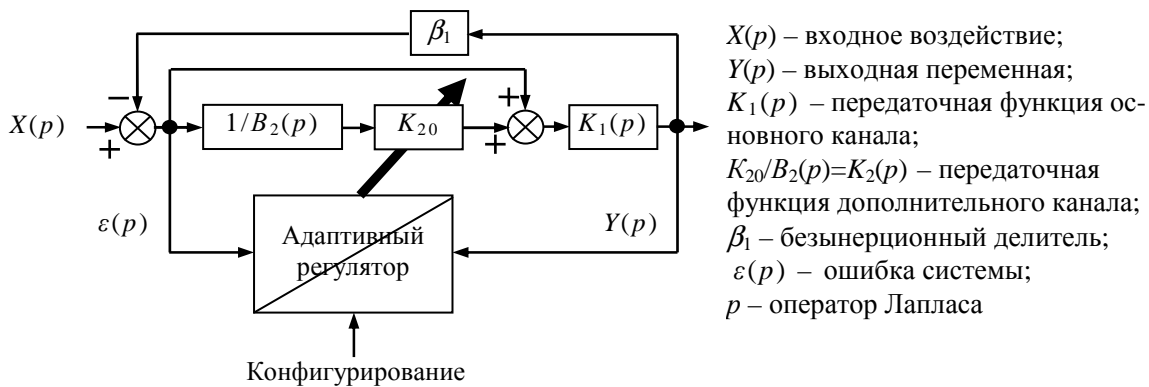 β₁
X(p)
−
+
1/B₂(p)
K₂₀
+
+
K₁(p)
ε(p)
Адаптивный
регулятор
Y(p)
Конфигурирование
X(p) – входное воздействие;
Y(p) – выходная переменная;
K₁(p) – передаточная функция ос-
новного канала;
K₂₀/B₂(p)=K₂(p) – передаточная
функция дополнительного канала;
β₁ – безынерционный делитель;
ε(p) – ошибка системы;
p – оператор Лапласа